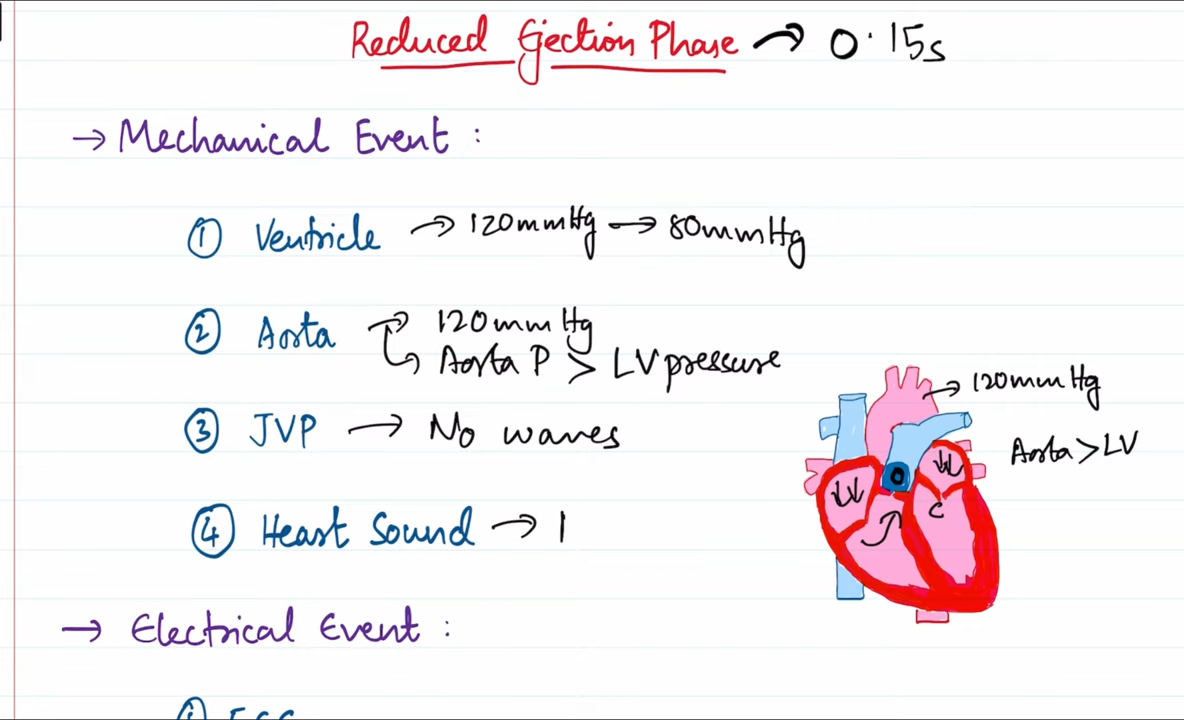 Reduced Ejection Phase → 0.15s
→ Mechanical Event :
① Ventricle → 120mmHg → 80mmHg
② Aorta → 120mmHg
→ Aorta P > LV pressure
→ 120mmHg
Aorta > LV
③ JVP → No waves
④ Heart Sound → 1
C
→ Electrical Event :